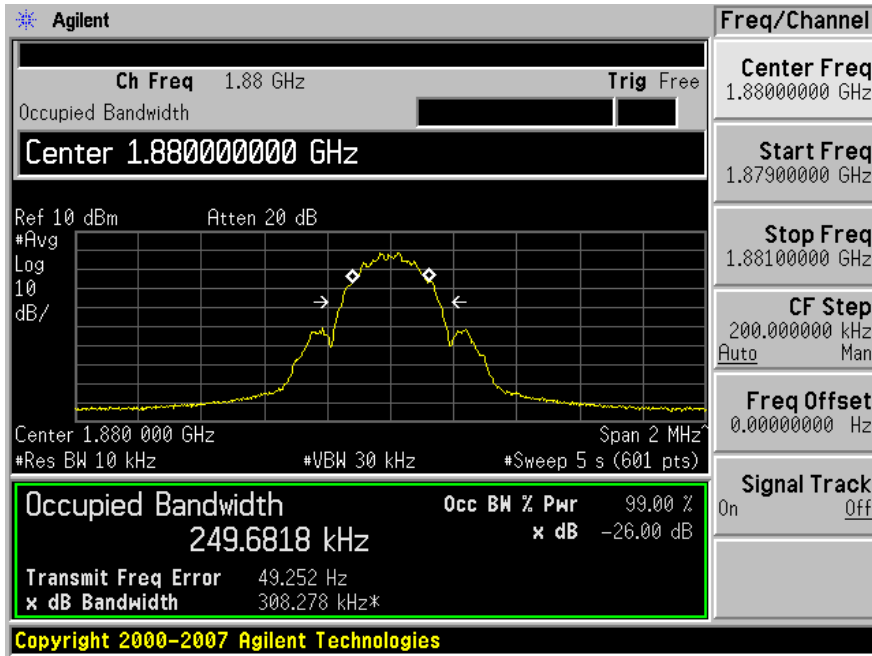 Agilent
Freq/Channel
Ch Freq 1.88 GHz Trig Free
Occupied Bandwidth
Center 1.880000000 GHz
Ref 10 dBm Atten 20 dB
#Avg
Log
10
dB/
Center 1.880 000 GHz Span 2 MHz^
#Res BW 10 kHz #VBW 30 kHz #Sweep 5 s (601 pts)
Occupied Bandwidth
249.6818 kHz
Occ BW % Pwr 99.00 %
x dB -26.00 dB
Transmit Freq Error 49.252 Hz
x dB Bandwidth 308.278 kHz*
Copyright 2000-2007 Agilent Technologies
Center Freq
1.88000000 GHz
Start Freq
1.87900000 GHz
Stop Freq
1.88100000 GHz
CF Step
200.000000 kHz
Auto Man
Freq Offset
0.00000000 Hz
Signal Track
On Off